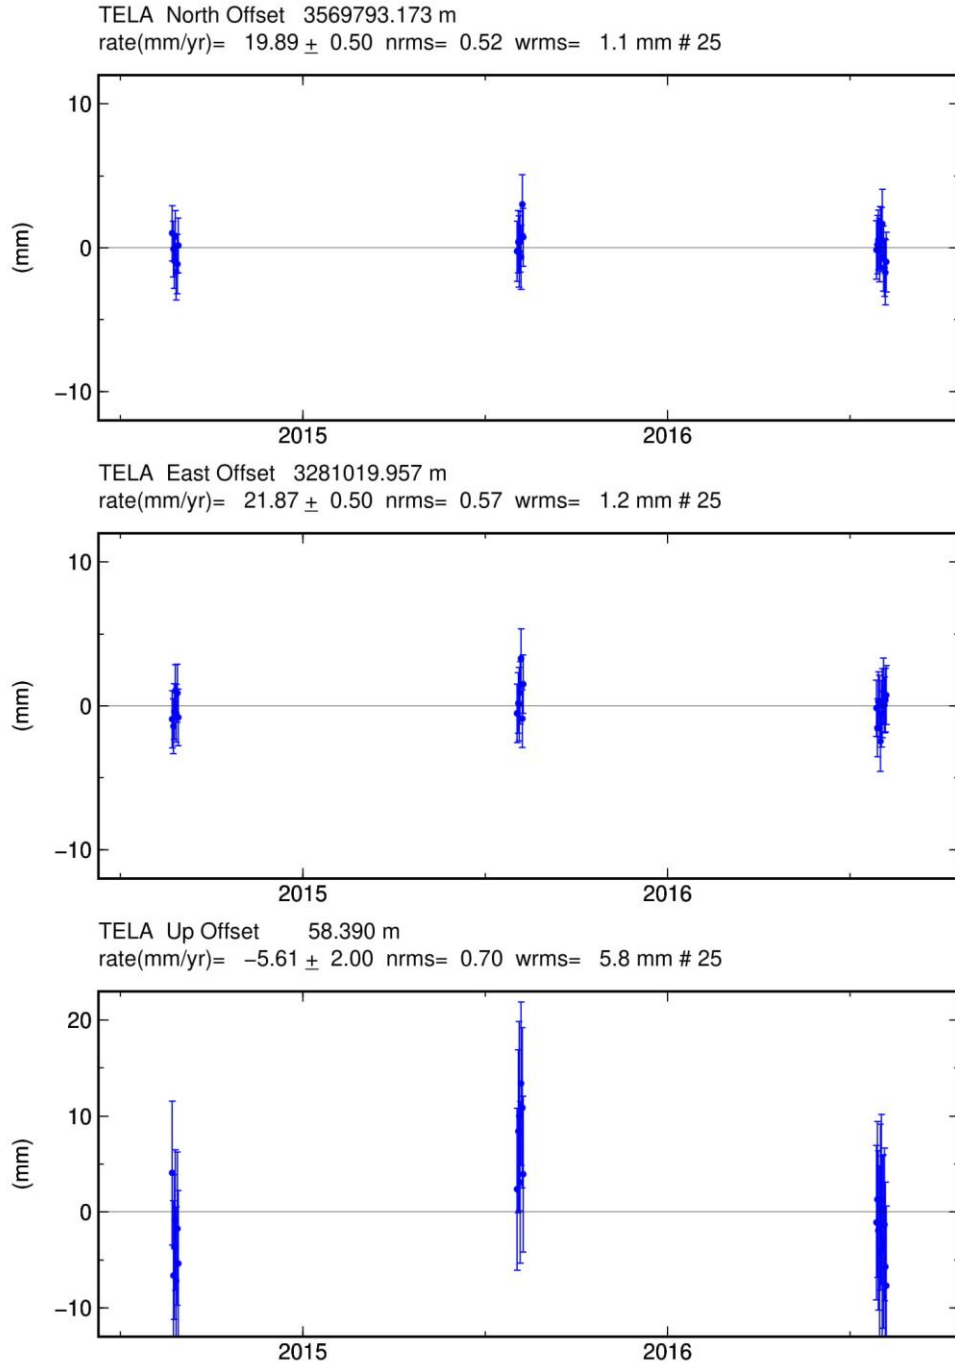 TELA North Offset 3569793.173 m
rate(mm/yr)= 19.89 ± 0.50 nrms= 0.52 wrms= 1.1 mm # 25
10
0
−10
(mm)
2015 2016
TELA East Offset 3281019.957 m
rate(mm/yr)= 21.87 ± 0.50 nrms= 0.57 wrms= 1.2 mm # 25
10
0
−10
(mm)
2015 2016
TELA Up Offset 58.390 m
rate(mm/yr)= −5.61 ± 2.00 nrms= 0.70 wrms= 5.8 mm # 25
20
10
0
−10
(mm)
2015 2016